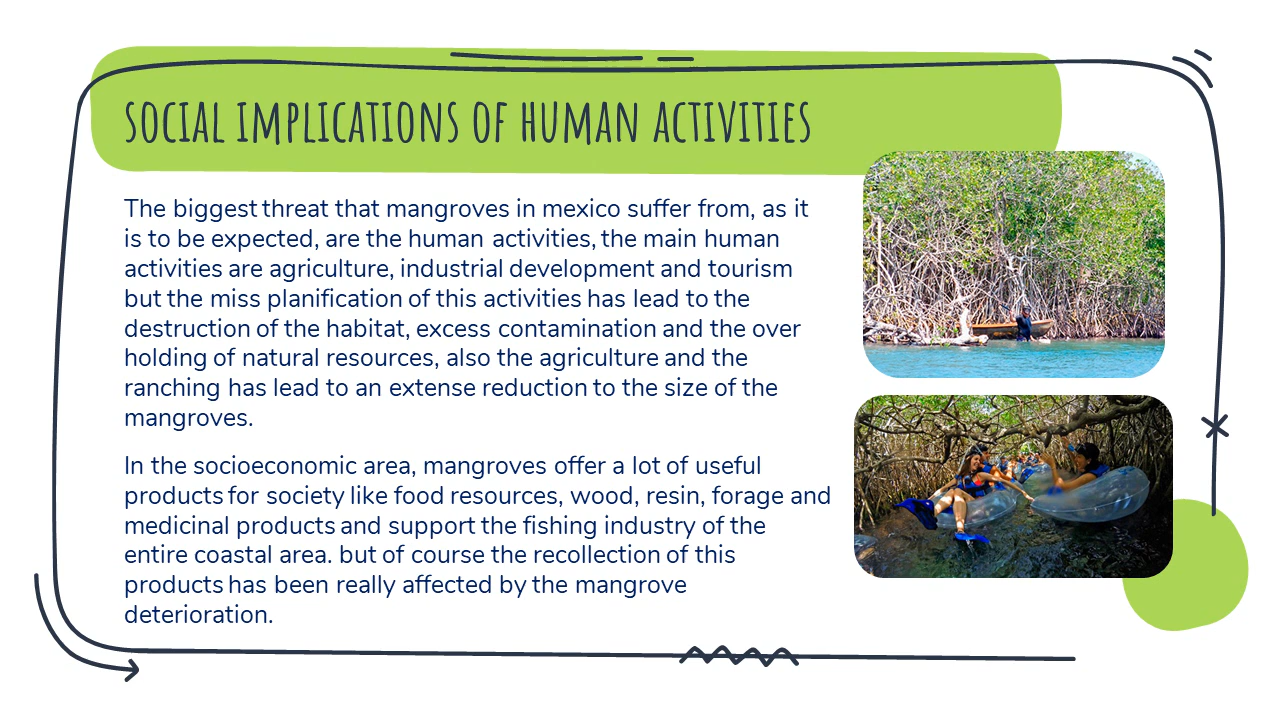 SOCIAL IMPLICATIONS OF HUMAN ACTIVITIES
The biggest threat that mangroves in mexico suffer from, as it
is to be expected, are the human activities, the main human
activities are agriculture, industrial development and tourism
but the miss planification of this activities has lead to the
destruction of the habitat, excess contamination and the over
holding of natural resources, also the agriculture and the
ranching has lead to an extense reduction to the size of the
mangroves.
In the socioeconomic area, mangroves offer a lot of useful
products for society like food resources, wood, resin, forage and
medicinal products and support the fishing industry of the
entire coastal area. but of course the recollection of this
products has been really affected by the mangrove
deterioration.